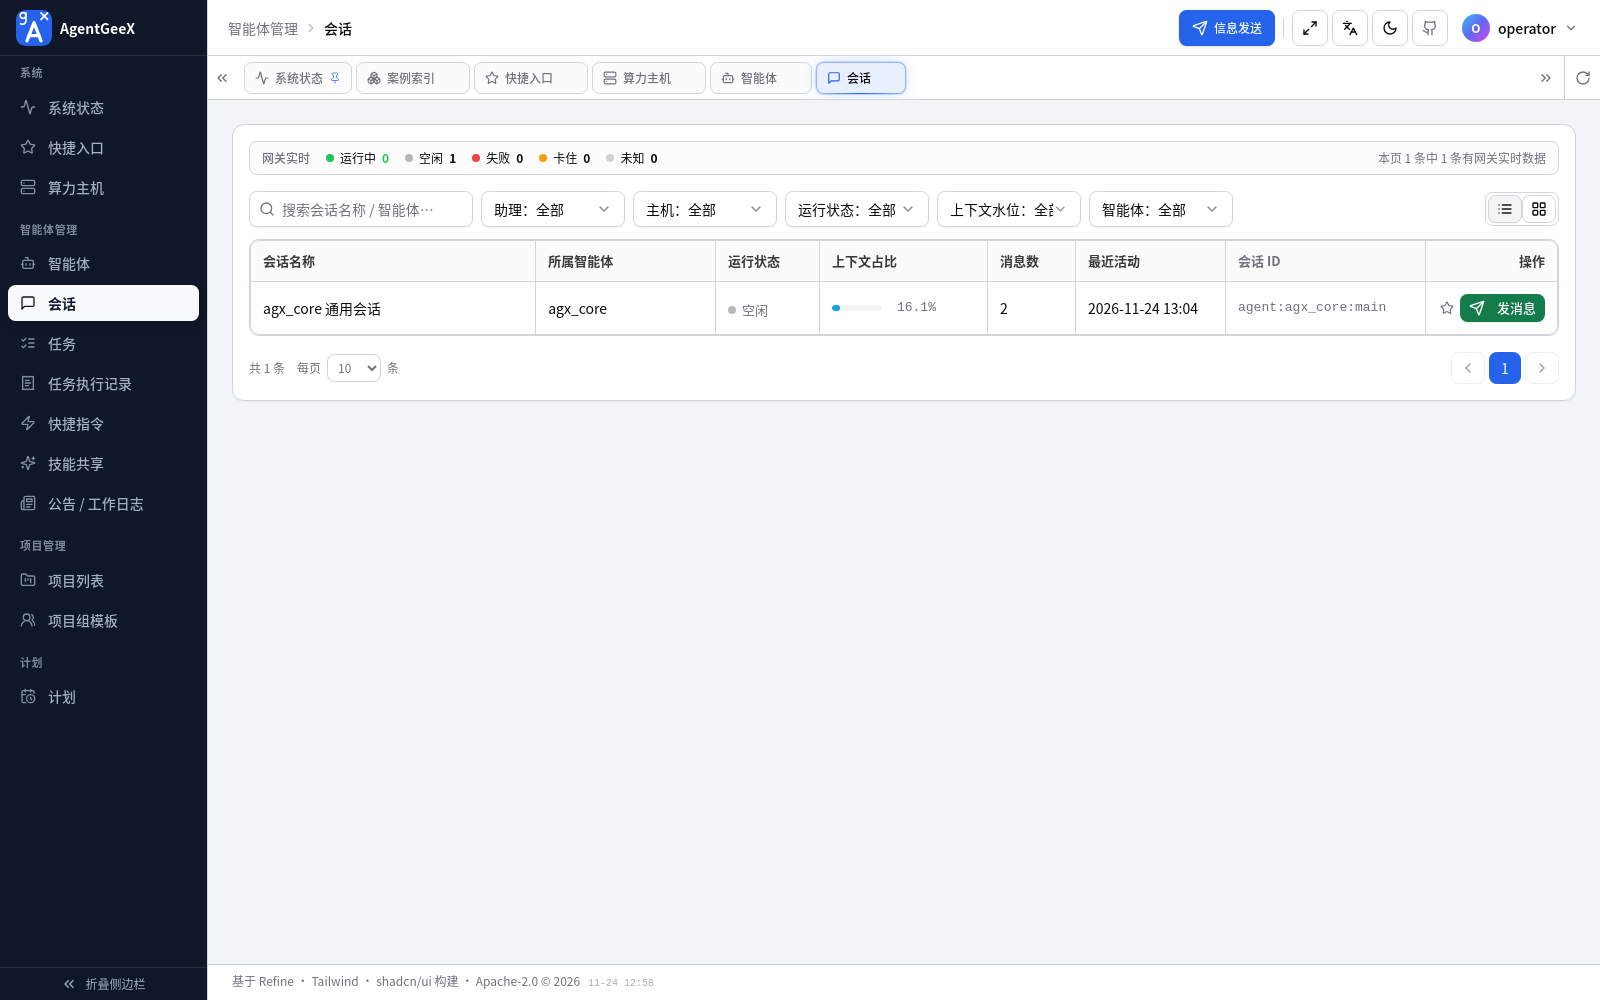 AgentGeeX
系统
系统状态
快捷入口
算力主机
智能体管理
智能体
会话
任务
任务执行记录
快捷指令
技能共享
公告 / 工作日志
项目管理
项目列表
项目组模板
计划
计划
折叠侧边栏
智能体管理 会话
信息发送
O operator
系统状态 案例索引 快捷入口 算力主机 智能体 会话
网关实时 运行中 0 空闲 1 失败 0 卡住 0 未知 0 本页 1 条中 1 条有网关实时数据
搜索会话名称 / 智能体… 助理：全部 主机：全部 运行状态：全部 上下文水位：全 智能体：全部
会话名称 所属智能体 运行状态 上下文占比 消息数 最近活动 会话 ID 操作
agx_core 通用会话 agx_core 空闲 16.1% 2 2026-11-24 13:04 agent:agx_core:main 发消息
共 1 条 每页 10 条 1
基于 Refine · Tailwind · shadcn/ui 构建 · Apache-2.0 © 2026 11-24 12:58